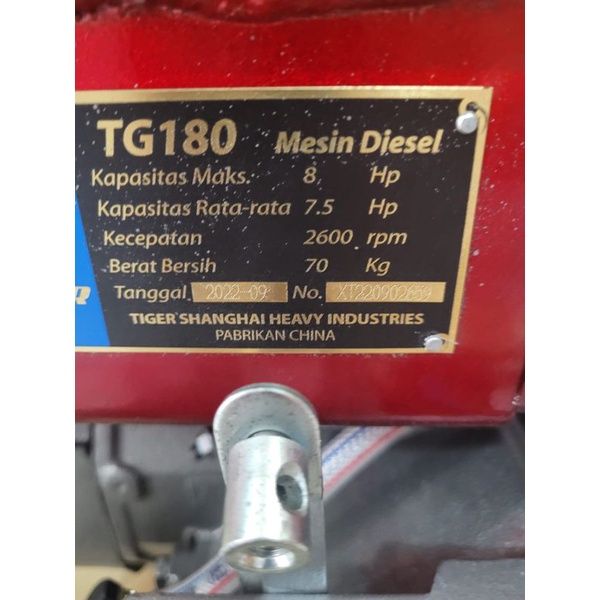 TG180 Mesin Diesel
Kapasitas Maks. 8 Hp
Kapasitas Rata-rata 7.5 Hp
Kecepatan 2600 rpm
Berat Bersih 70 Kg
Tanggal 2022-09 No.
TIGER SHANGHAI HEAVY INDUSTRIES
PABRIKAN CHINA